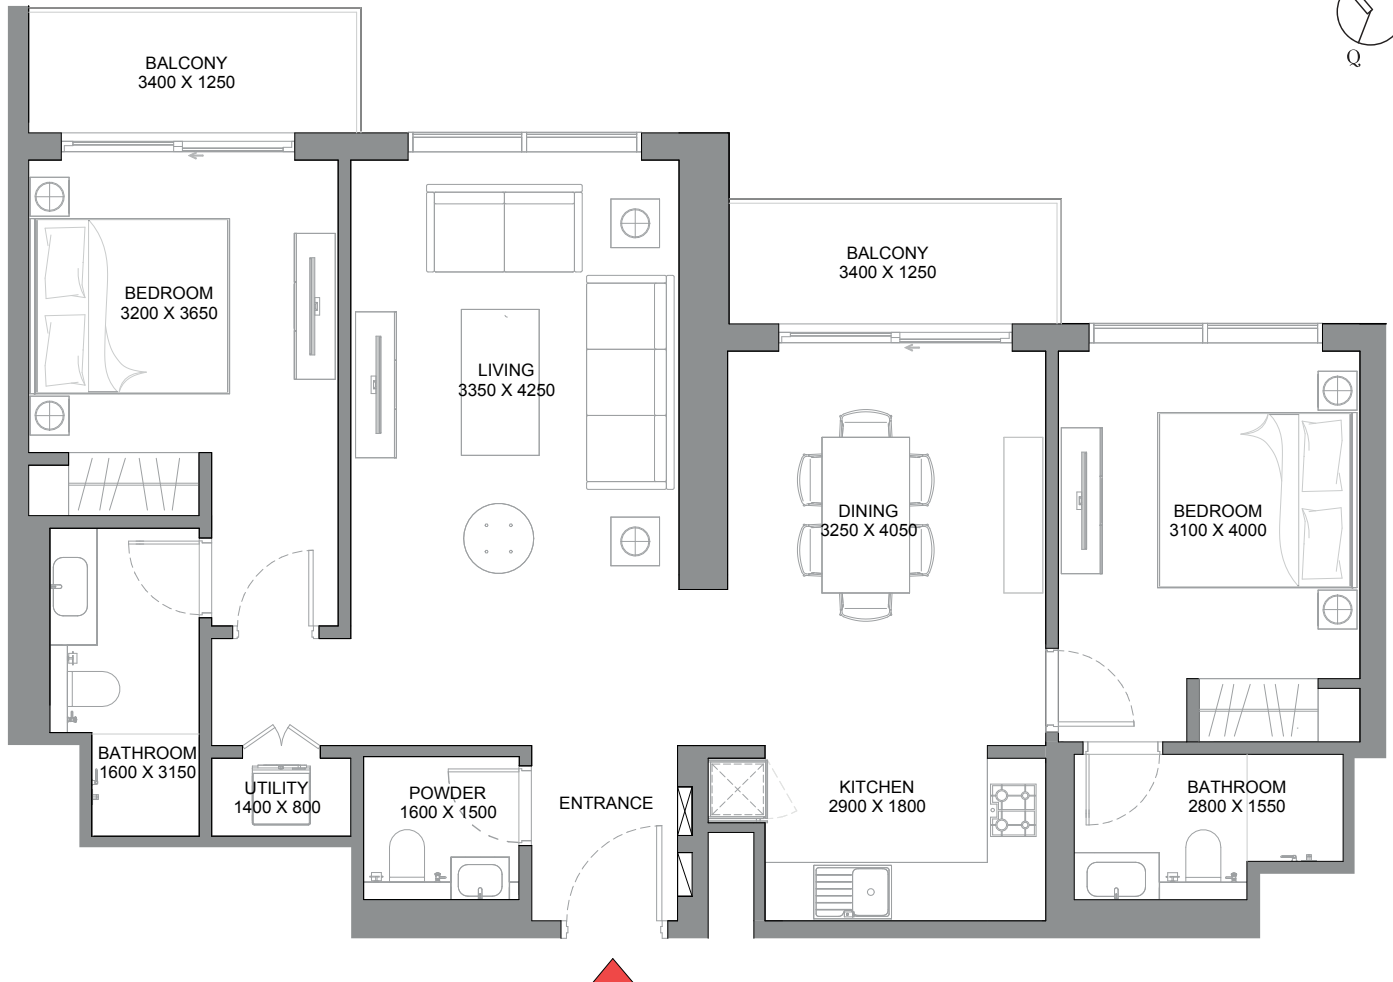 Q
BALCONY
3400 X 1250
BALCONY
3400 X 1250
BEDROOM
3200 X 3650
LIVING
3350 X 4250
DINING
3250 X 4050
BEDROOM
3100 X 4000
BATHROOM
1600 X 3150
UTILITY
1400 X 800
POWDER
1600 X 1500
ENTRANCE
KITCHEN
2900 X 1800
BATHROOM
2800 X 1550